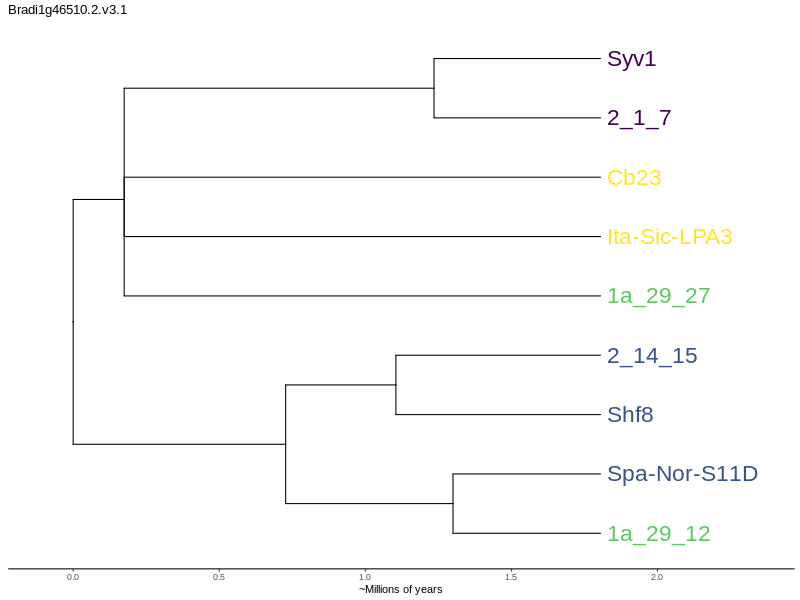 Bradi1g46510.2.v3.1
Syv1
2_1_7
Cb23
Ita-Sic-LPA3
1a_29_27
2_14_15
Shf8
Spa-Nor-S11D
1a_29_12
0.0 0.5 1.0 1.5 2.0
~Millions of years